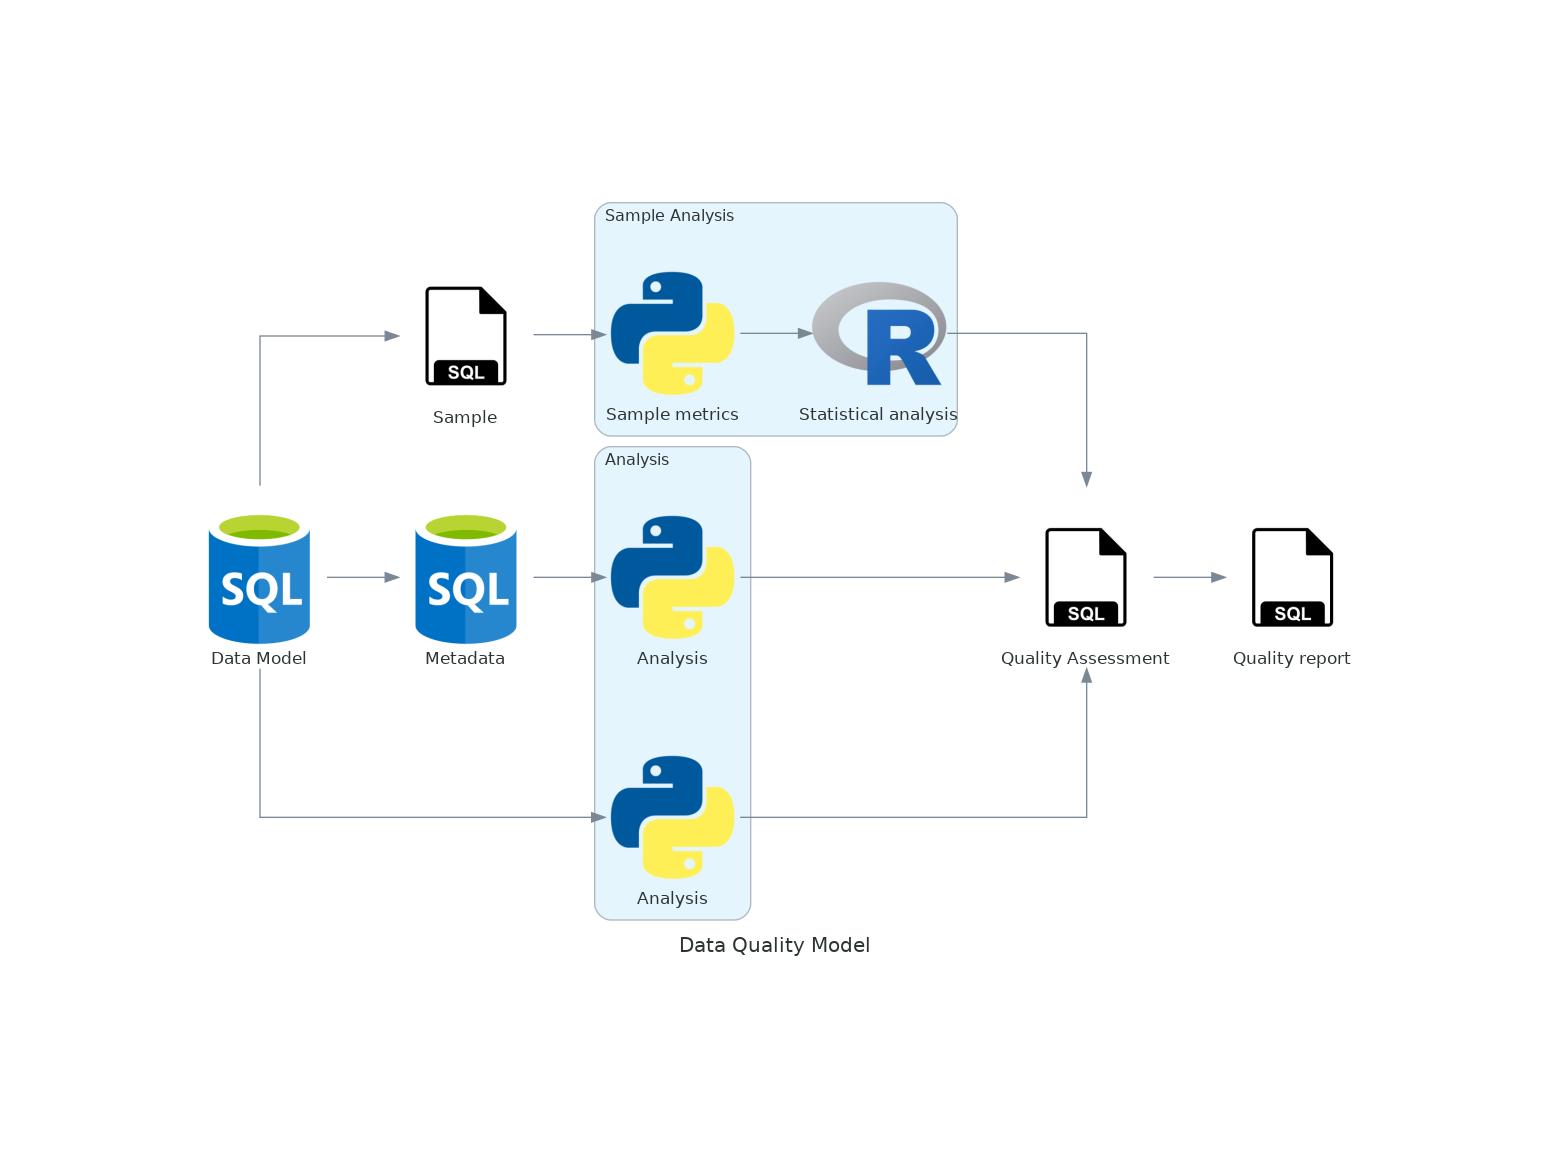 Sample Analysis
SQL
Sample
Sample metrics
R
Statistical analysis
Analysis
SQL
Data Model
SQL
Metadata
Analysis
SQL
Quality Assessment
SQL
Quality report
Analysis
Data Quality Model